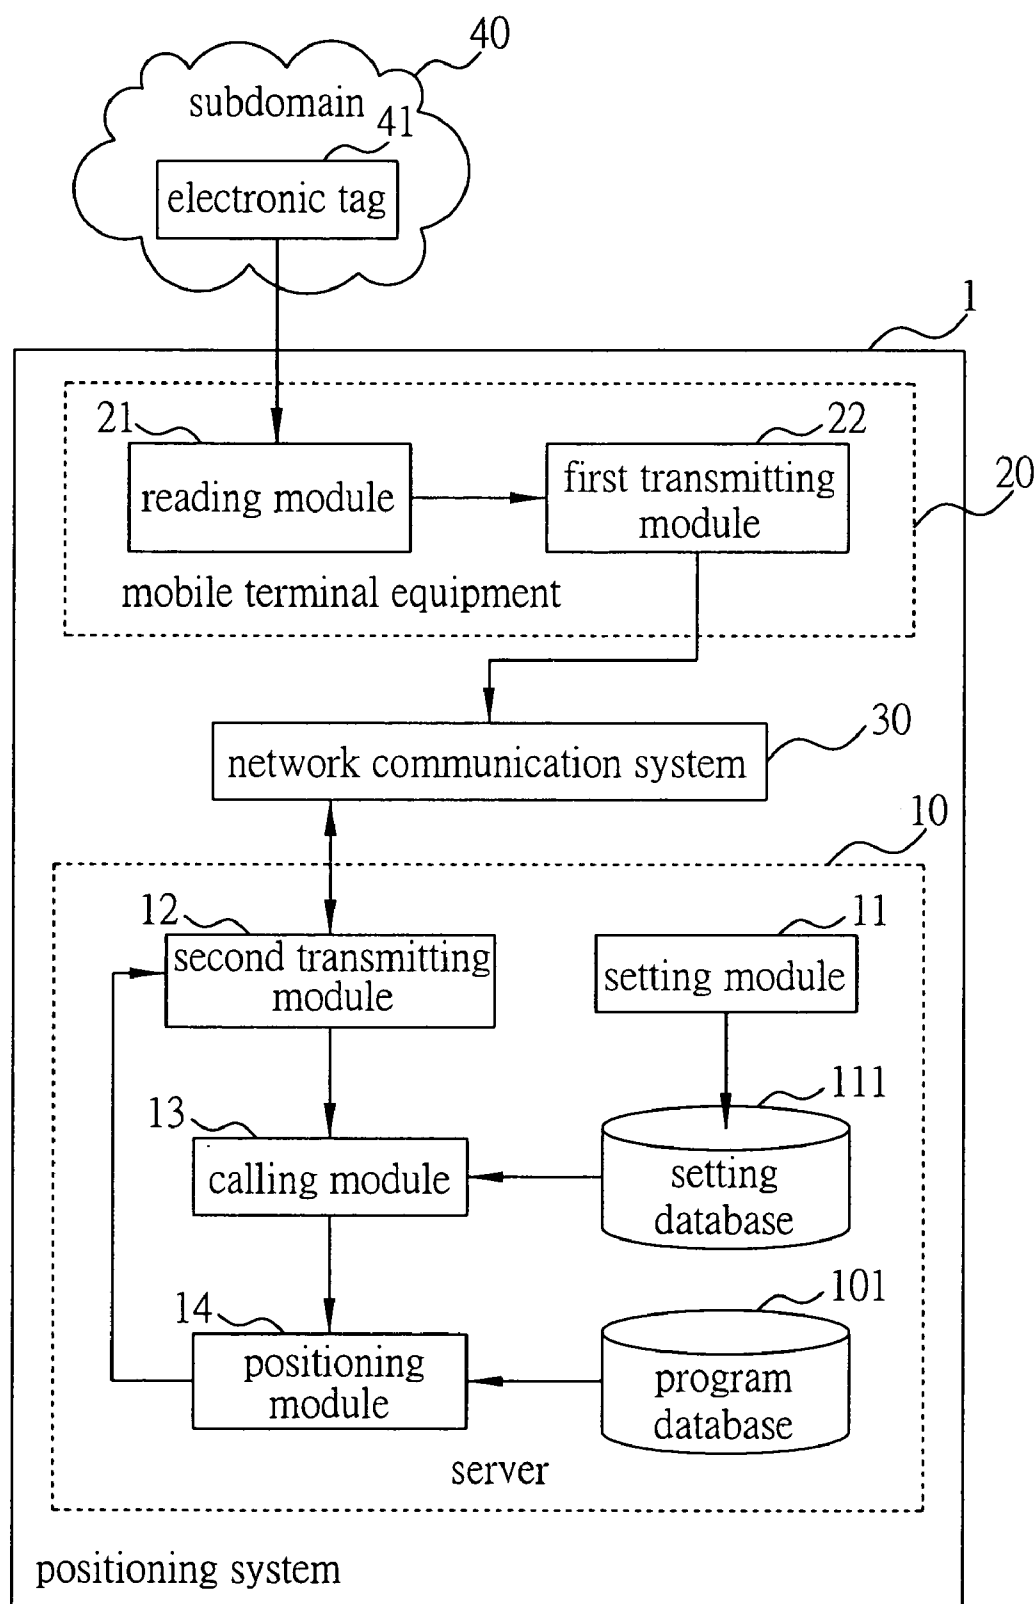 40
subdomain
41
electronic tag
1
21
22
reading module
first transmitting
module
20
mobile terminal equipment
30
network communication system
10
12
11
second transmitting
module
setting module
111
13
calling module
setting
database
101
14
positioning
module
program
database
server
positioning system